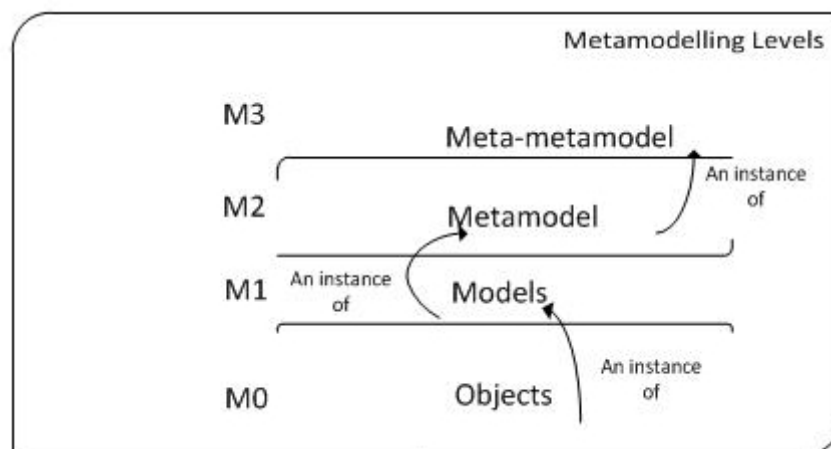 Metamodelling Levels
M3
Meta-metamodel
An instance
of
M2
Metamodel
An instance
of
M1
Models
An instance
of
M0
Objects